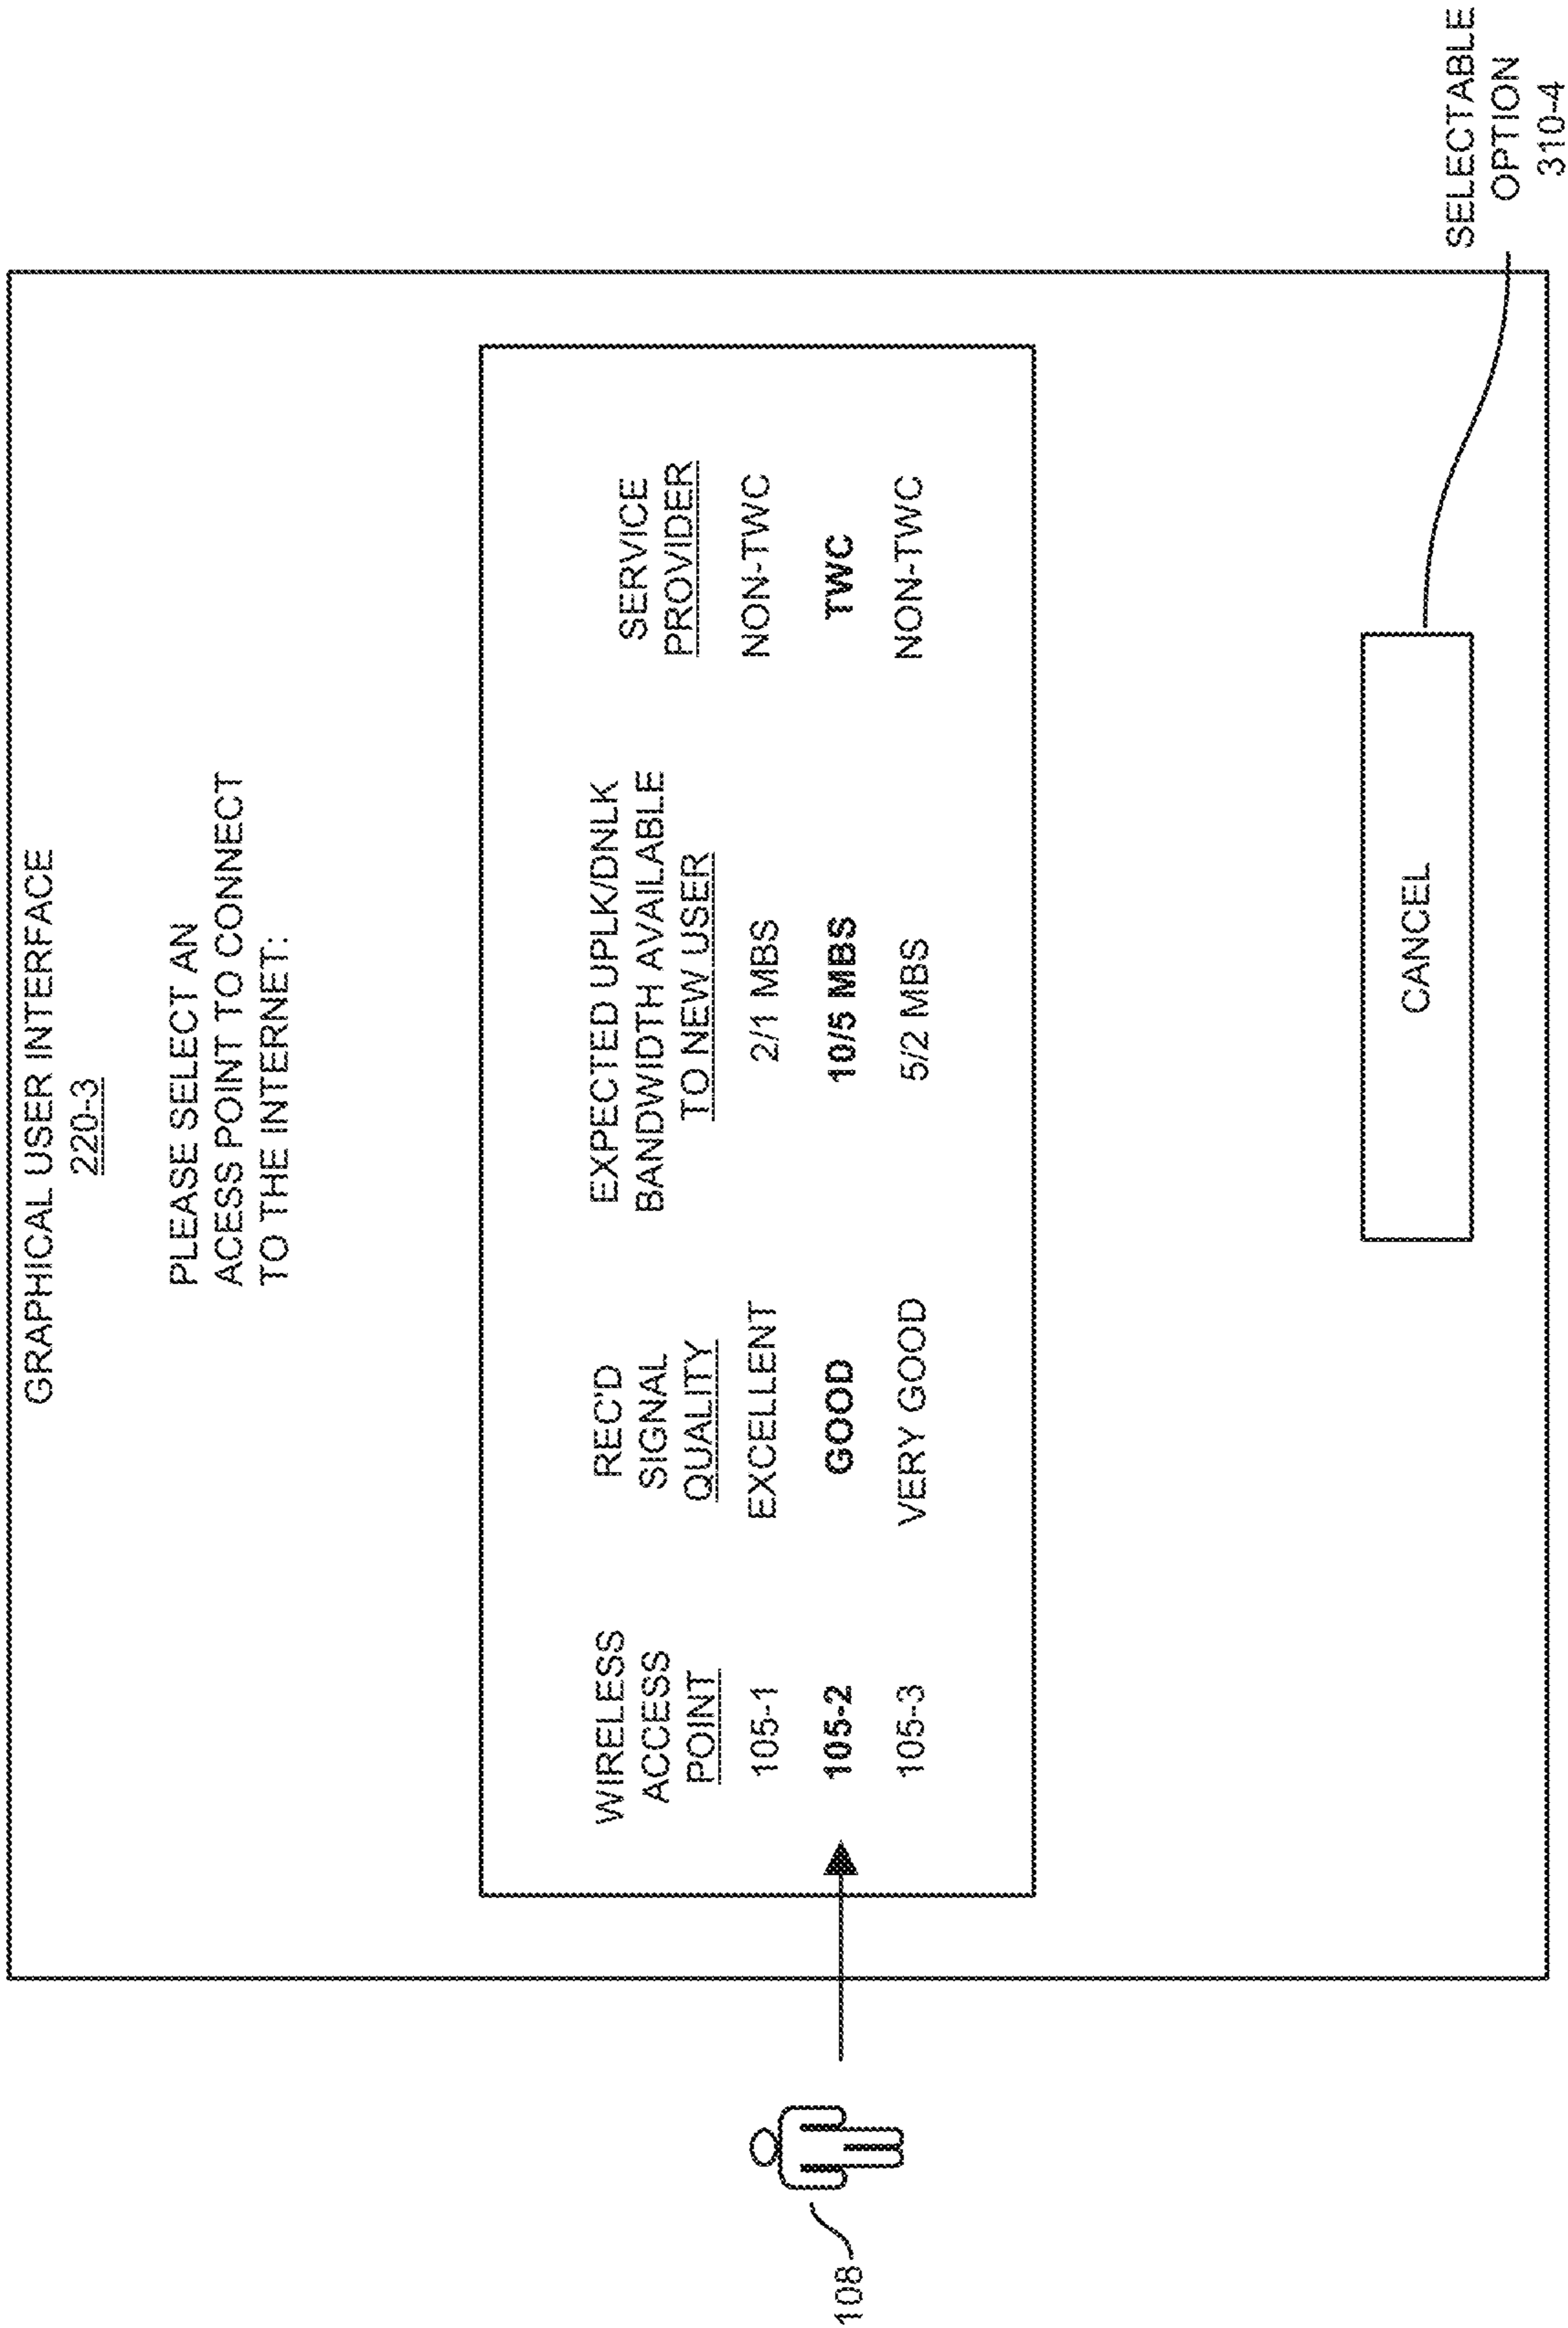 GRAPHICAL USER INTERFACE
220-3
PLEASE SELECT AN
ACESS POINT TO CONNECT
TO THE INTERNET:
WIRELESS
ACCESS
POINT
REC'D
SIGNAL
QUALITY
EXPECTED UPLK/DNLK
BANDWIDTH AVAILABLE
TO NEW USER
SERVICE
PROVIDER
105-1 EXCELLENT 2/1 MBS NON-TWC
105-2 GOOD 10/5 MBS TWC
105-3 VERY GOOD 5/2 MBS NON-TWC
108
CANCEL
SELECTABLE
OPTION
310-4